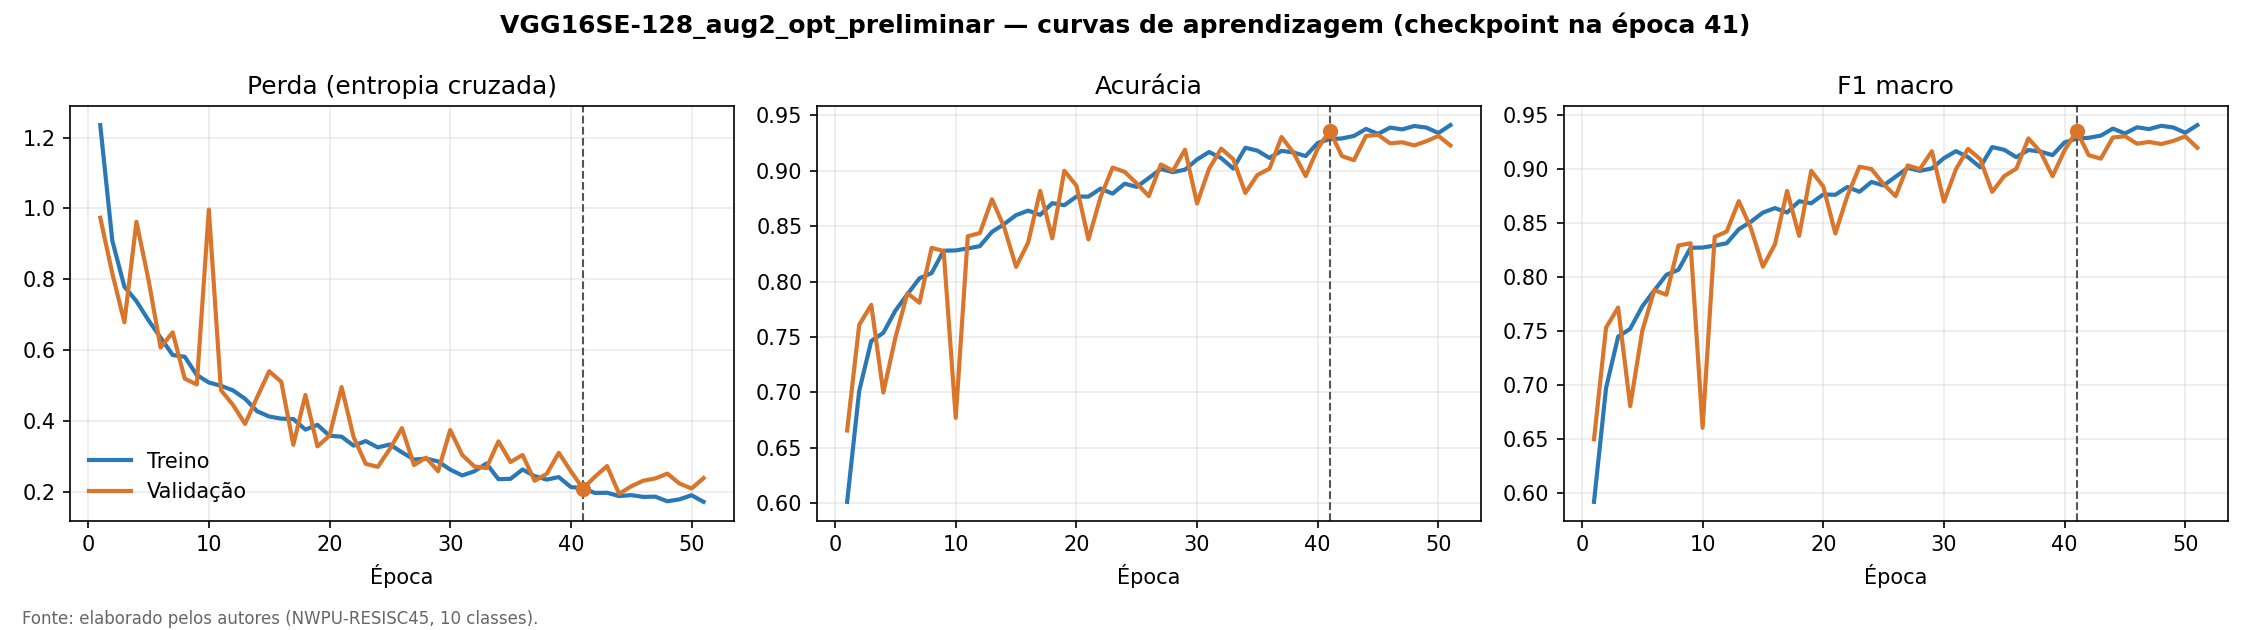 VGG16SE-128_aug2_opt_preliminar — curvas de aprendizagem (checkpoint na época 41)
Perda (entropia cruzada)
1.2
1.0
0.8
0.6
0.4
0.2
Treino
Validação
0 10 20 30 40 50
Época
Acurácia
0.95
0.90
0.85
0.80
0.75
0.70
0.65
0.60
0 10 20 30 40 50
Época
F1 macro
0.95
0.90
0.85
0.80
0.75
0.70
0.65
0.60
0 10 20 30 40 50
Época
Fonte: elaborado pelos autores (NWPU-RESISC45, 10 classes).